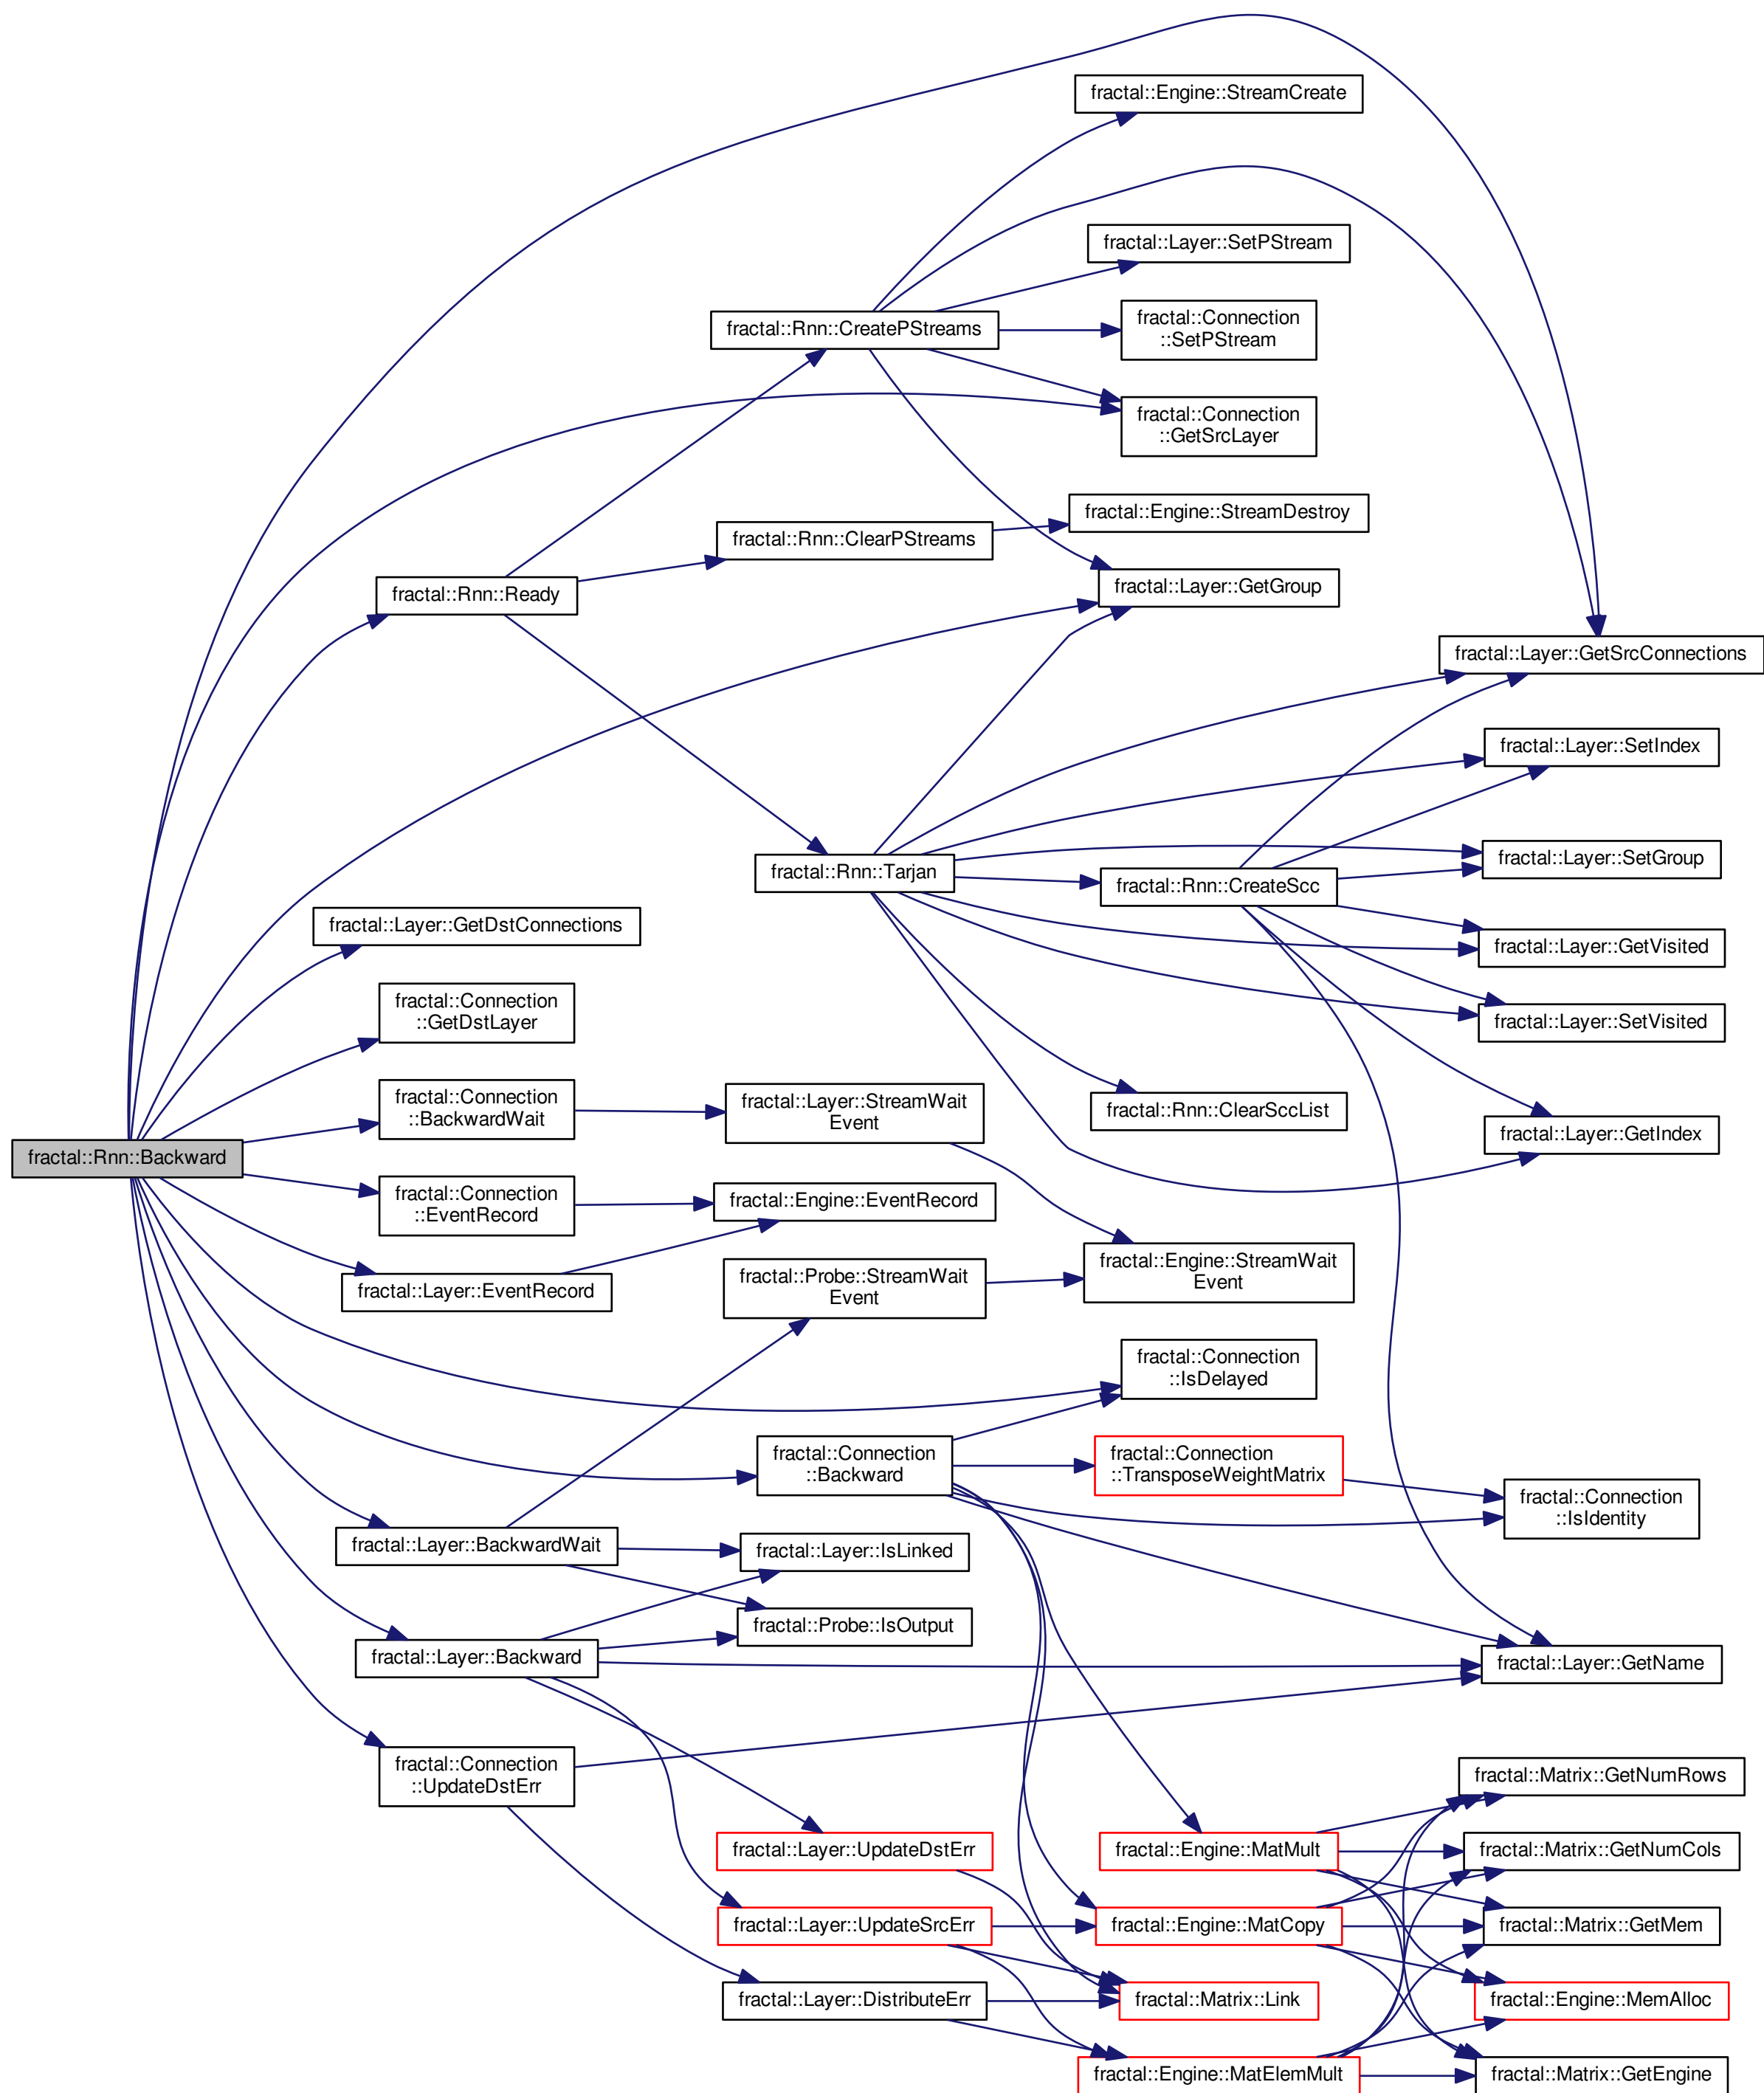 fractal::Engine::StreamCreate
fractal::Layer::SetPStream
fractal::Rnn::CreatePStreams
fractal::Connection
::SetPStream
fractal::Connection
::GetSrcLayer
fractal::Engine::StreamDestroy
fractal::Rnn::ClearPStreams
fractal::Rnn::Ready
fractal::Layer::GetGroup
fractal::Layer::GetSrcConnections
fractal::Layer::SetIndex
fractal::Layer::SetGroup
fractal::Rnn::Tarjan
fractal::Rnn::CreateScc
fractal::Layer::GetDstConnections
fractal::Layer::GetVisited
fractal::Connection
::GetDstLayer
fractal::Layer::SetVisited
fractal::Connection
::BackwardWait
fractal::Layer::StreamWait
Event
fractal::Rnn::ClearSccList
fractal::Layer::GetIndex
fractal::Rnn::Backward
fractal::Connection
::EventRecord
fractal::Engine::EventRecord
fractal::Engine::StreamWait
Event
fractal::Probe::StreamWait
Event
fractal::Layer::EventRecord
fractal::Connection
::IsDelayed
fractal::Connection
::Backward
fractal::Connection
::TransposeWeightMatrix
fractal::Connection
::IsIdentity
fractal::Layer::BackwardWait
fractal::Layer::IsLinked
fractal::Probe::IsOutput
fractal::Layer::Backward
fractal::Layer::GetName
fractal::Connection
::UpdateDstErr
fractal::Matrix::GetNumRows
fractal::Layer::UpdateDstErr
fractal::Engine::MatMult
fractal::Matrix::GetNumCols
fractal::Layer::UpdateSrcErr
fractal::Engine::MatCopy
fractal::Matrix::GetMem
fractal::Layer::DistributeErr
fractal::Matrix::Link
fractal::Engine::MemAlloc
fractal::Engine::MatElemMult
fractal::Matrix::GetEngine